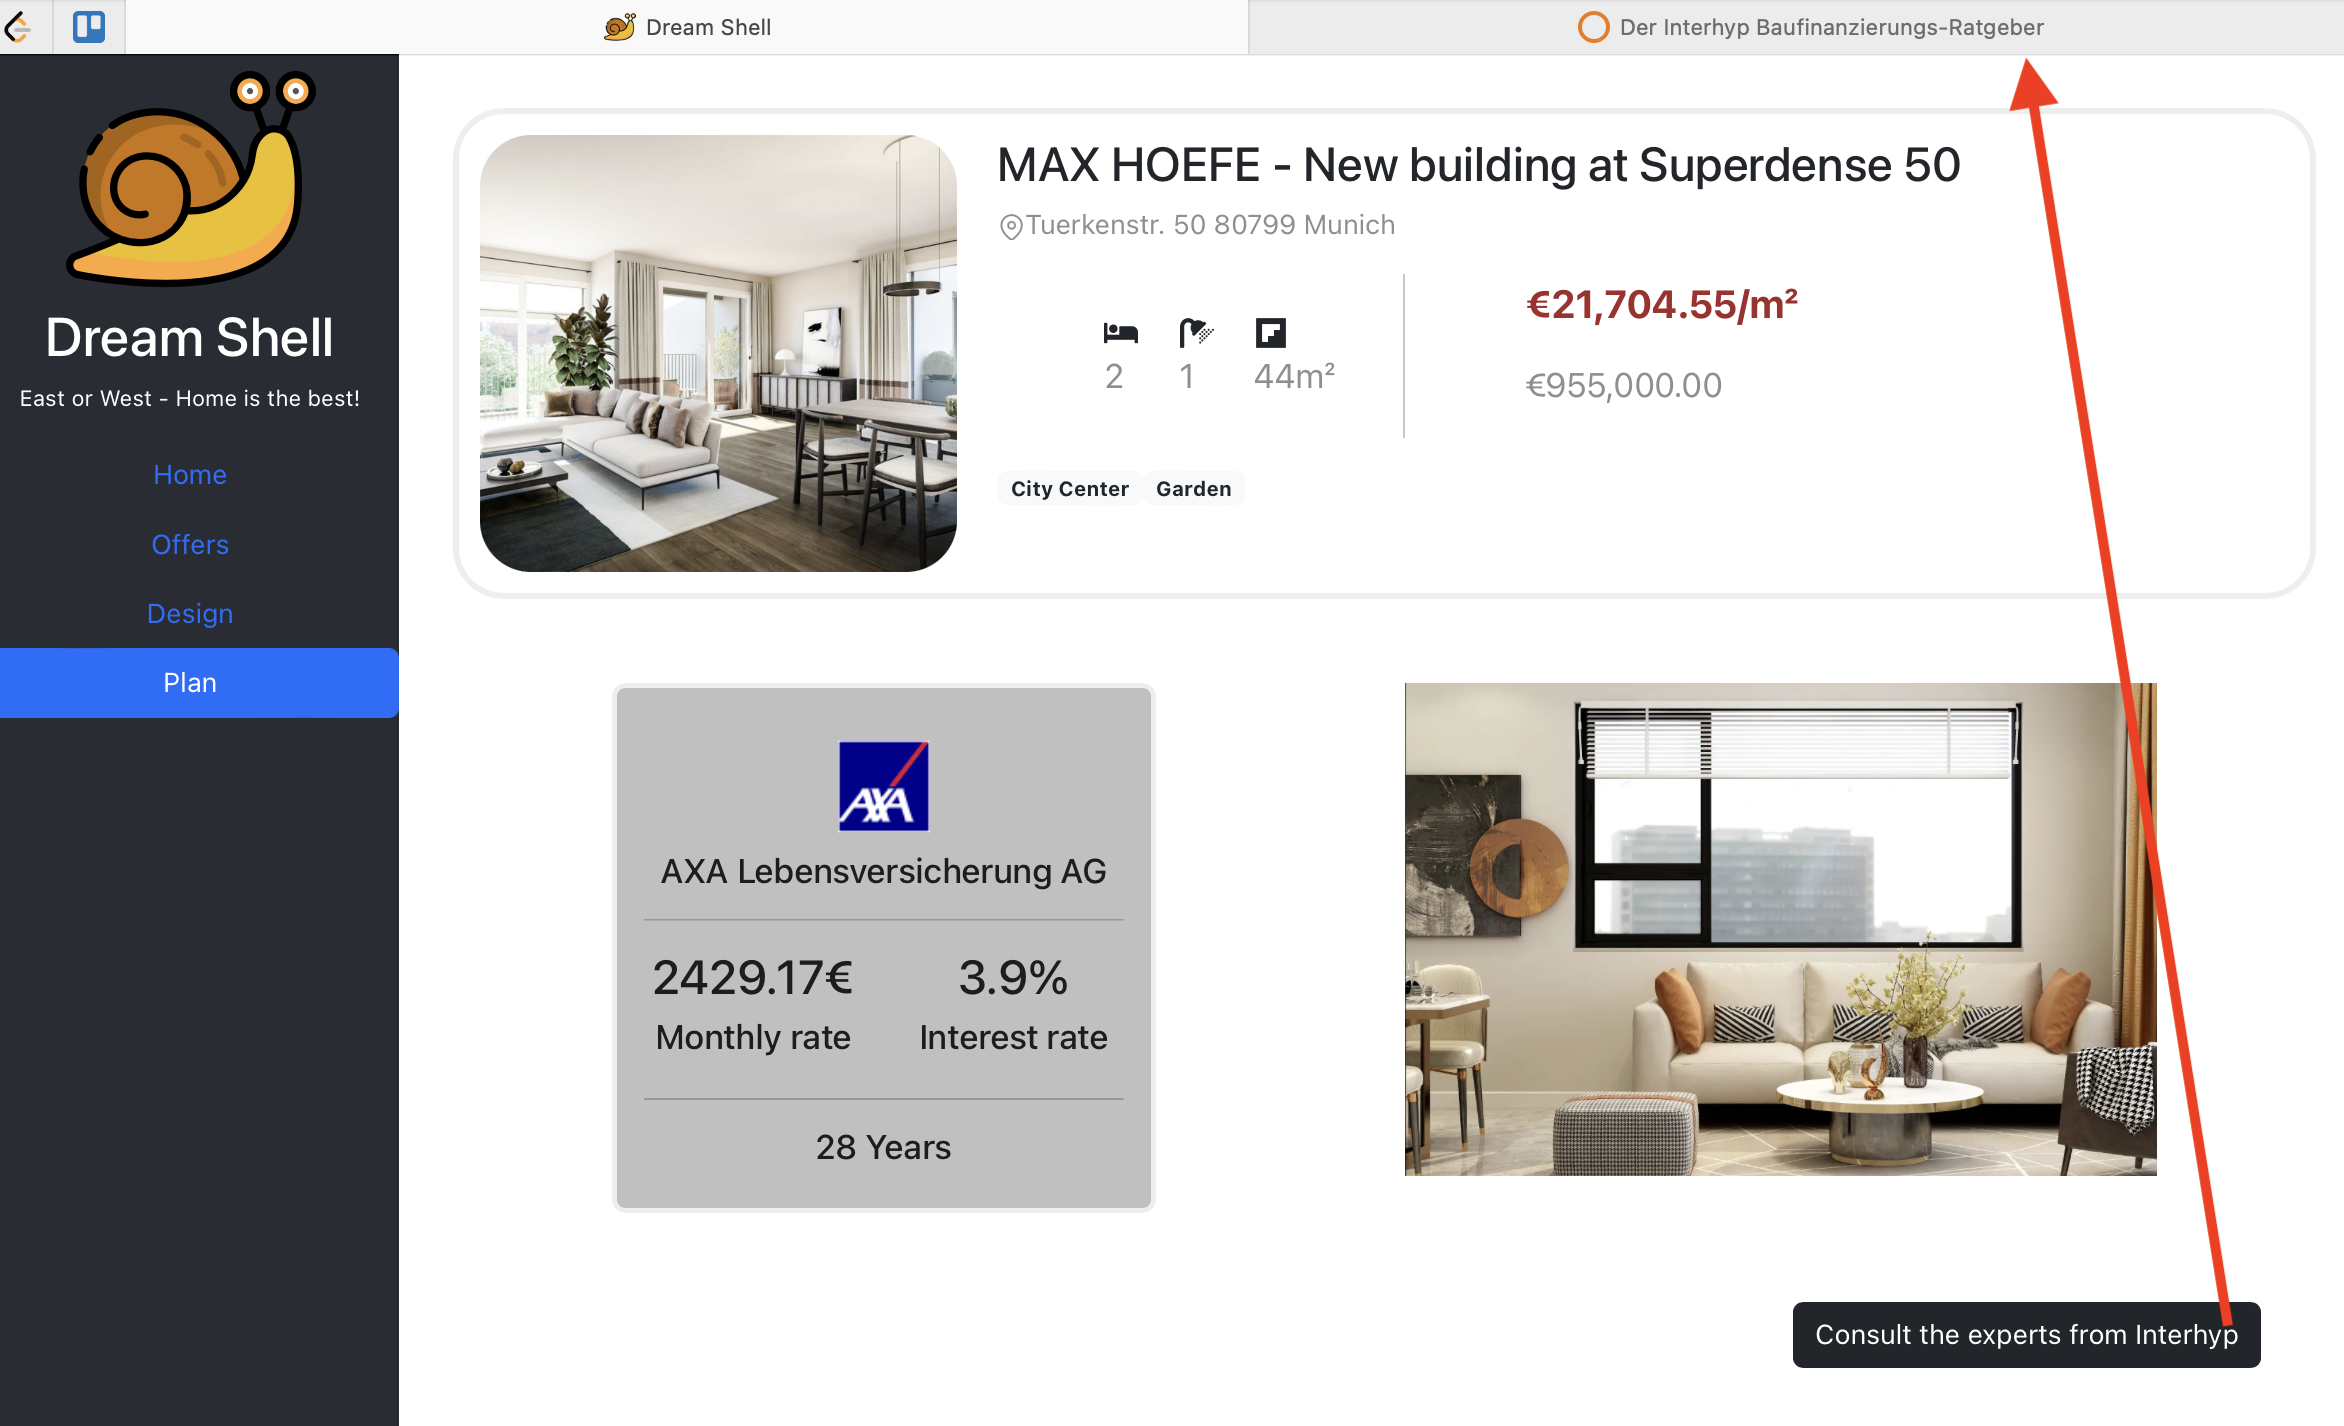 Dream Shell
Der Interhyp Baufinanzierungs-Ratgeber
Dream Shell
East or West - Home is the best!
Home
Offers
Design
Plan
MAX HOEFE - New building at Superdense 50
Tuerkenstr. 50 80799 Munich
2 1 44m²
€21,704.55/m²
€955,000.00
City Center Garden
AXA
AXA Lebensversicherung AG
2429.17€ 3.9%
Monthly rate Interest rate
28 Years
Consult the experts from Interhyp